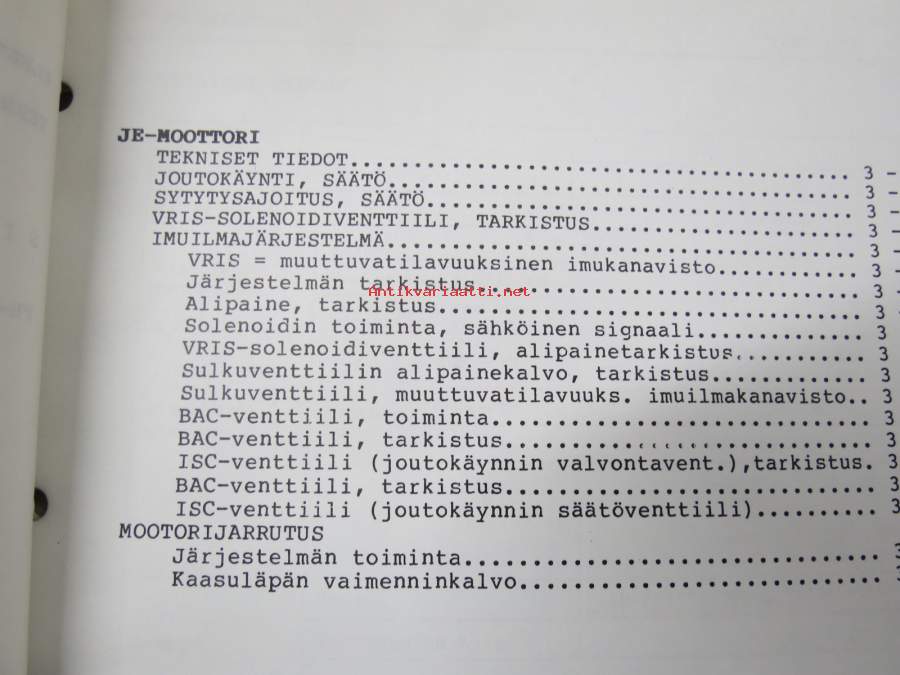 JE-MOOTTORI
TEKNISET TIEDOT........................................ 3 -
JOUTOKÄYNTI, SÄÄTÖ..................................... 3 -
SYTYTYSAJOITUS, SÄÄTÖ.................................. 3 -
VRIS-SOLENOIDIVENTTIILI, TARKISTUS..................... 3 -
IMUILMAJÄRJESTELMÄ..................................... 3 -
VRIS = muuttuvatilavuuksinen imukanavisto........... 3 -
Järjestelmän tarkistus.............................. 3 -
Antikvariaatti.net
Alipaine, tarkistus................................. 3 -
Solenoidin toiminta, sähköinen signaali............. 3
VRIS-solenoidiventtiili, alipainetarkistus.......... 3
Sulkuventtiilin alipainekalvo, tarkistus............ 3
Sulkuventtiili, muuttuvatilavuuks. imuilmakanavisto.. 3
BAC-venttiili, toiminta............................. 3
BAC-venttiili, tarkistus............................ 3
ISC-venttiili (joutokäynnin valvontavent.),tarkistus. 3
BAC-venttiili, tarkistus............................ 3
ISC-venttiili (joutokäynnin säätöventtiili)......... 3
MOOTORIJARRUTUS
Järjestelmän toiminta............................... 3
Kaasuläpän vaimenninkalvo...........................